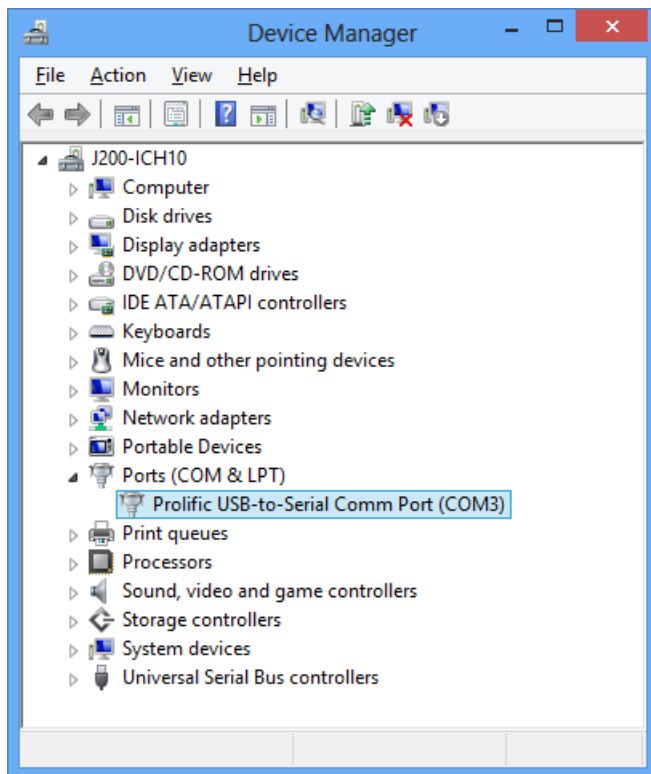 Device Manager
File Action View Help
J200-ICH10
Computer
Disk drives
Display adapters
DVD/CD-ROM drives
IDE ATA/ATAPI controllers
Keyboards
Mice and other pointing devices
Monitors
Network adapters
Portable Devices
Ports (COM & LPT)
Prolific USB-to-Serial Comm Port (COM3)
Print queues
Processors
Sound, video and game controllers
Storage controllers
System devices
Universal Serial Bus controllers